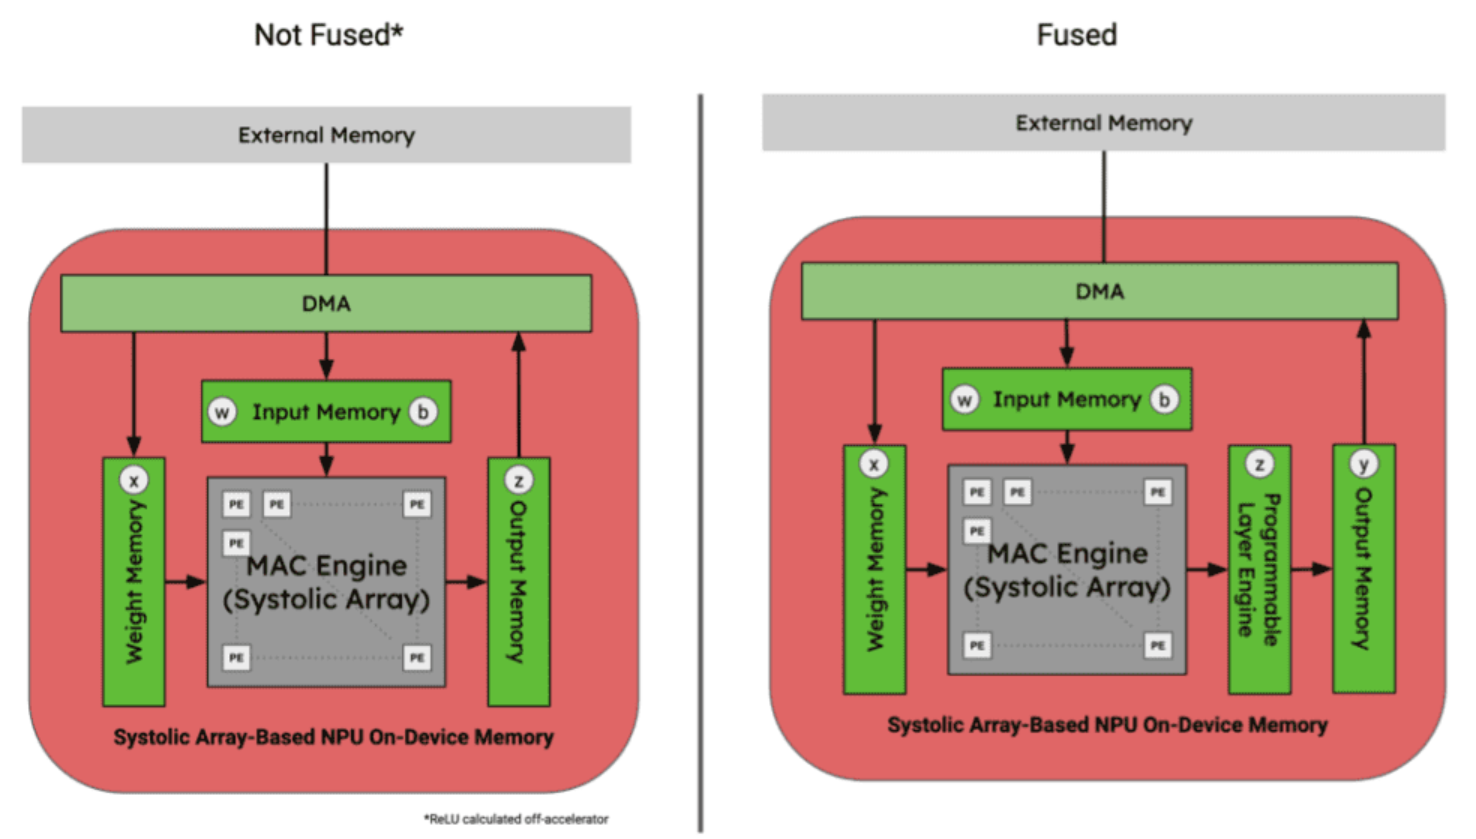 Not Fused*
External Memory
DMA
w Input Memory b
x
Weight Memory
PE PE PE
PE
MAC Engine
(Systolic Array)
PE PE
z
Output Memory
Systolic Array-Based NPU On-Device Memory
*ReLU calculated off-accelerator
Fused
External Memory
DMA
w Input Memory b
x
Weight Memory
PE PE PE
PE
MAC Engine
(Systolic Array)
PE PE
z
Programmable
Layer Engine
y
Output Memory
Systolic Array-Based NPU On-Device Memory